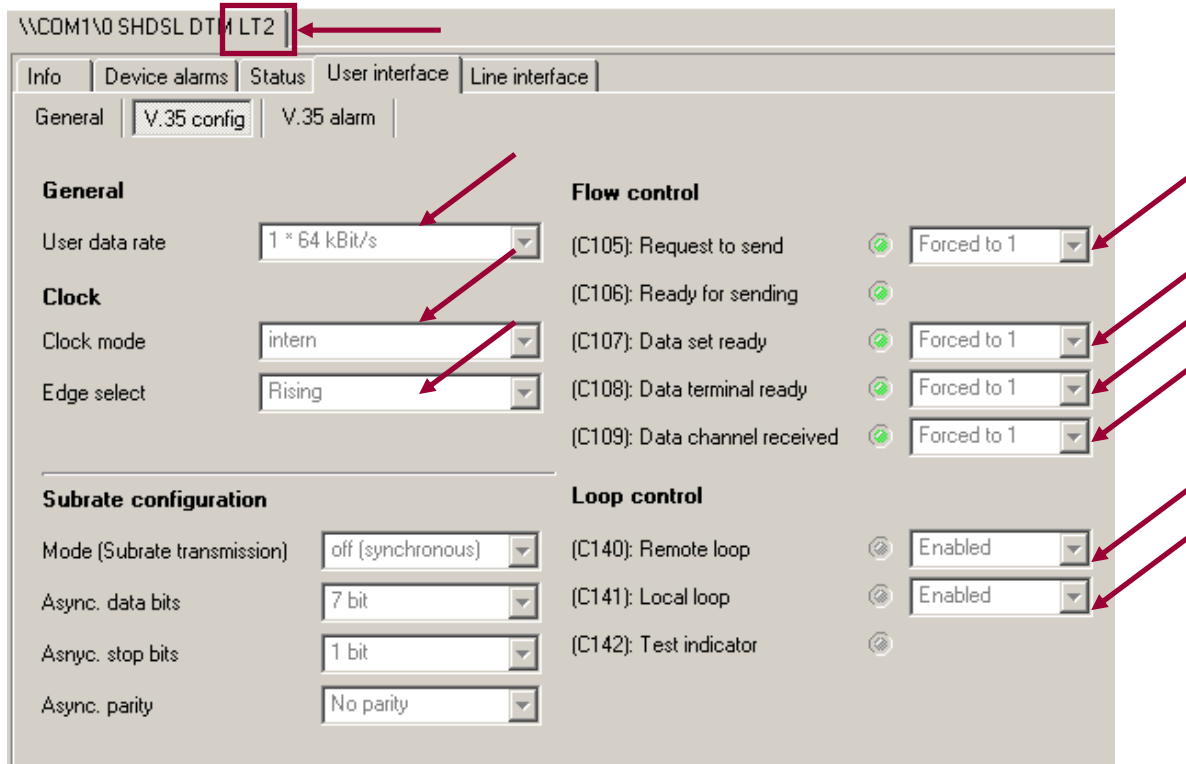 \\COM1\0 SHDSL DTM LT2
Info Device alarms Status User interface Line interface
General V.35 config V.35 alarm
General
User data rate 1 * 64 kBit/s
Clock
Clock mode intern
Edge select Rising
Subrate configuration
Mode (Subrate transmission) off (synchronous)
Async. data bits 7 bit
Asnyc. stop bits 1 bit
Async. parity No parity
Flow control
(C105): Request to send Forced to 1
(C106): Ready for sending
(C107): Data set ready Forced to 1
(C108): Data terminal ready Forced to 1
(C109): Data channel received Forced to 1
Loop control
(C140): Remote loop Enabled
(C141): Local loop Enabled
(C142): Test indicator